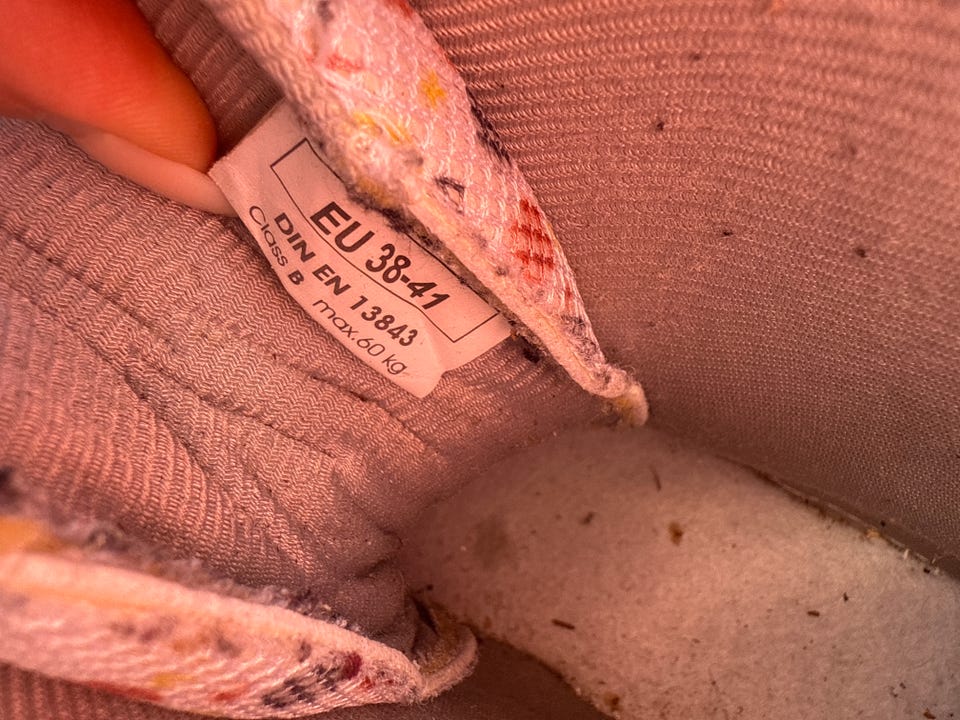 EU 38-41
DIN EN 13843
Class B max.60 kg